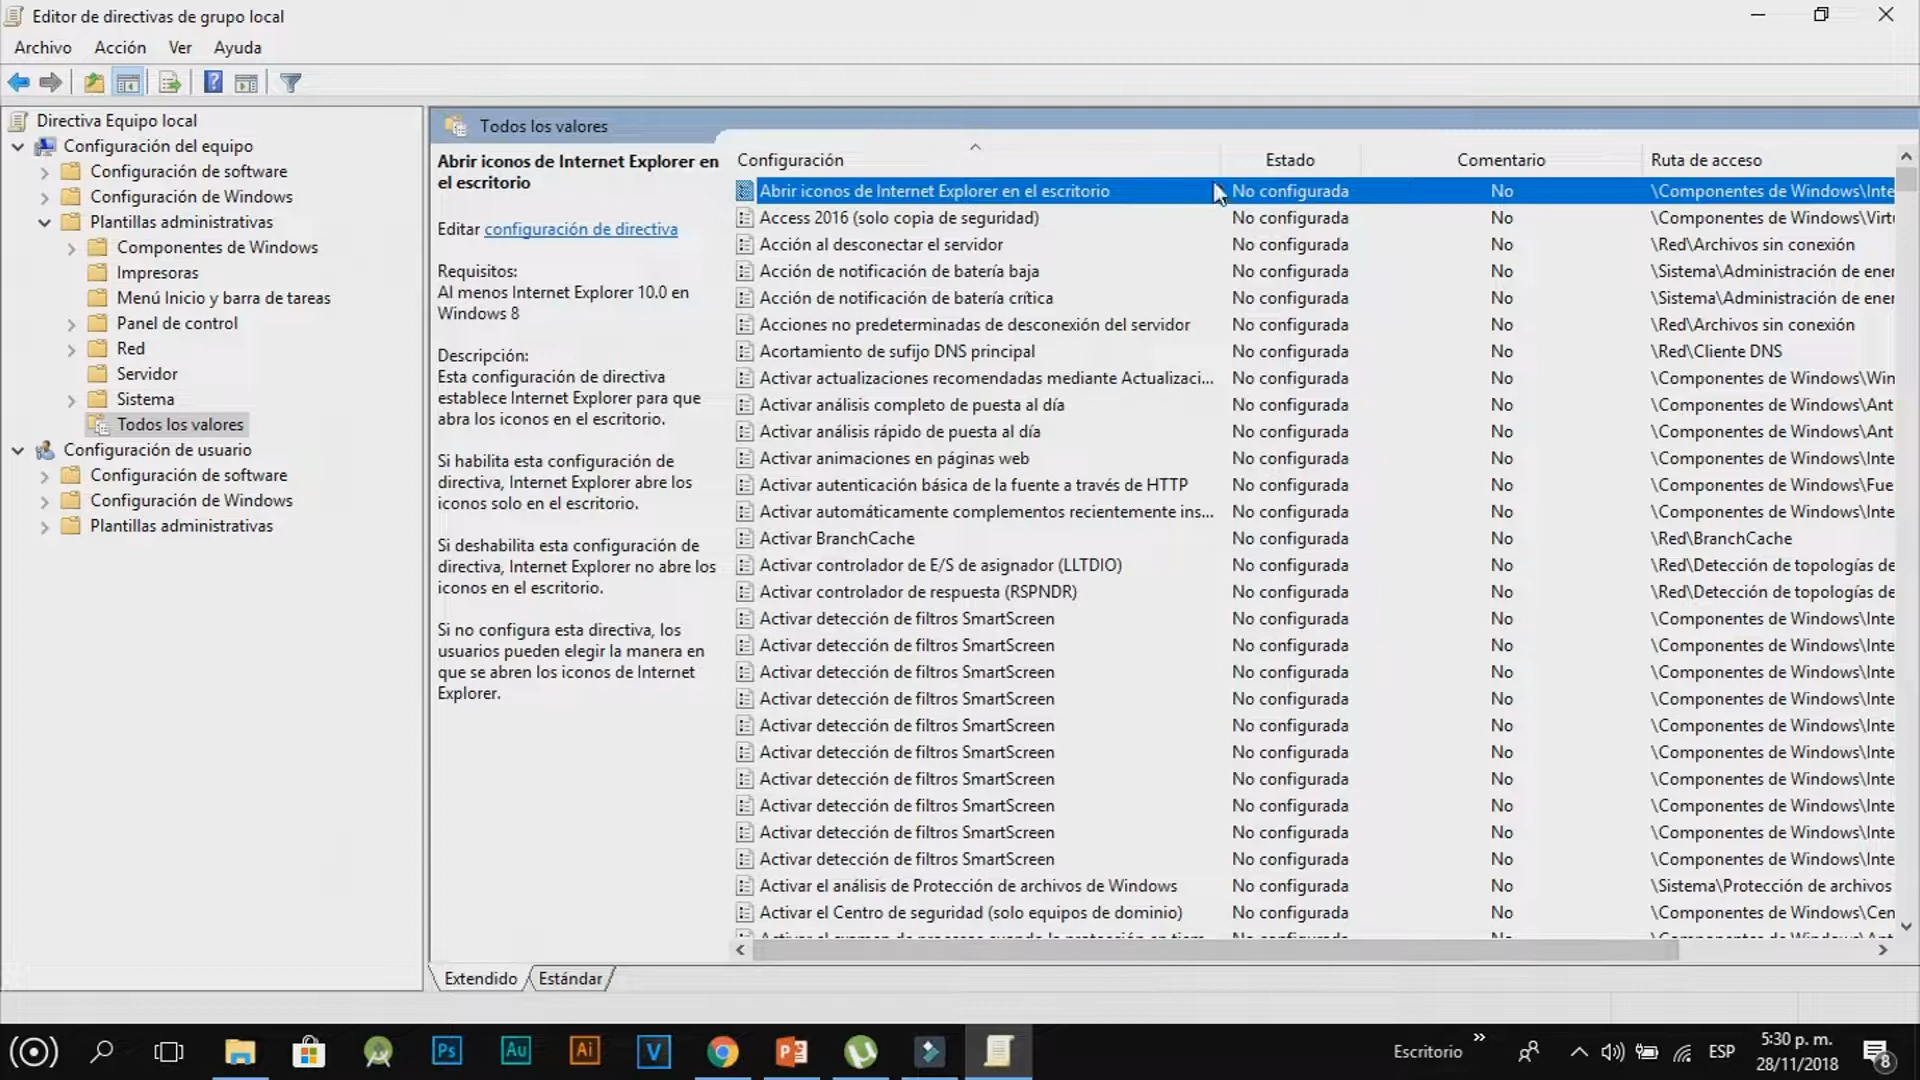 Editor de directivas de grupo local
Archivo Acción Ver Ayuda
Directiva Equipo local
Configuración del equipo
Configuración de software
Configuración de Windows
Plantillas administrativas
Componentes de Windows
Impresoras
Menú Inicio y barra de tareas
Panel de control
Red
Servidor
Sistema
Todos los valores
Configuración de usuario
Configuración de software
Configuración de Windows
Plantillas administrativas
Todos los valores
Abrir iconos de Internet Explorer en
el escritorio
Editar configuración de directiva
Requisitos:
Al menos Internet Explorer 10.0 en
Windows 8
Descripción:
Esta configuración de directiva
establece Internet Explorer para que
abra los iconos en el escritorio.
Si habilita esta configuración de
directiva, Internet Explorer abre los
iconos solo en el escritorio.
Si deshabilita esta configuración de
directiva, Internet Explorer no abre los
iconos en el escritorio.
Si no configura esta directiva, los
usuarios pueden elegir la manera en
que se abren los iconos de Internet
Explorer.
Configuración Estado Comentario Ruta de acceso
Abrir iconos de Internet Explorer en el escritorio No configurada No \Componentes de Windows\Inte
Access 2016 (solo copia de seguridad) No configurada No \Componentes de Windows\Virtu
Acción al desconectar el servidor No configurada No \Red\Archivos sin conexión
Acción de notificación de batería baja No configurada No \Sistema\Administración de ener
Acción de notificación de batería crítica No configurada No \Sistema\Administración de ener
Acciones no predeterminadas de desconexión del servidor No configurada No \Red\Archivos sin conexión
Acortamiento de sufijo DNS principal No configurada No \Red\Cliente DNS
Activar actualizaciones recomendadas mediante Actualizaci... No configurada No \Componentes de Windows\Win
Activar análisis completo de puesta al día No configurada No \Componentes de Windows\Ant
Activar análisis rápido de puesta al día No configurada No \Componentes de Windows\Ant
Activar animaciones en páginas web No configurada No \Componentes de Windows\Inte
Activar autenticación básica de la fuente a través de HTTP No configurada No \Componentes de Windows\Fue
Activar automáticamente complementos recientemente ins... No configurada No \Componentes de Windows\Inte
Activar BranchCache No configurada No \Red\BranchCache
Activar controlador de E/S de asignador (LLTDIO) No configurada No \Red\Detección de topologías de
Activar controlador de respuesta (RSPNDR) No configurada No \Red\Detección de topologías de
Activar detección de filtros SmartScreen No configurada No \Componentes de Windows\Inte
Activar detección de filtros SmartScreen No configurada No \Componentes de Windows\Inte
Activar detección de filtros SmartScreen No configurada No \Componentes de Windows\Inte
Activar detección de filtros SmartScreen No configurada No \Componentes de Windows\Inte
Activar detección de filtros SmartScreen No configurada No \Componentes de Windows\Inte
Activar detección de filtros SmartScreen No configurada No \Componentes de Windows\Inte
Activar detección de filtros SmartScreen No configurada No \Componentes de Windows\Inte
Activar detección de filtros SmartScreen No configurada No \Componentes de Windows\Inte
Activar detección de filtros SmartScreen No configurada No \Componentes de Windows\Inte
Activar detección de filtros SmartScreen No configurada No \Componentes de Windows\Inte
Activar el análisis de Protección de archivos de Windows No configurada No \Sistema\Protección de archivos
Activar el Centro de seguridad (solo equipos de dominio) No configurada No \Componentes de Windows\Cen
Extendido Estándar
Ps Au Ai V P
Escritorio ESP 5:30 p. m.
28/11/2018 8